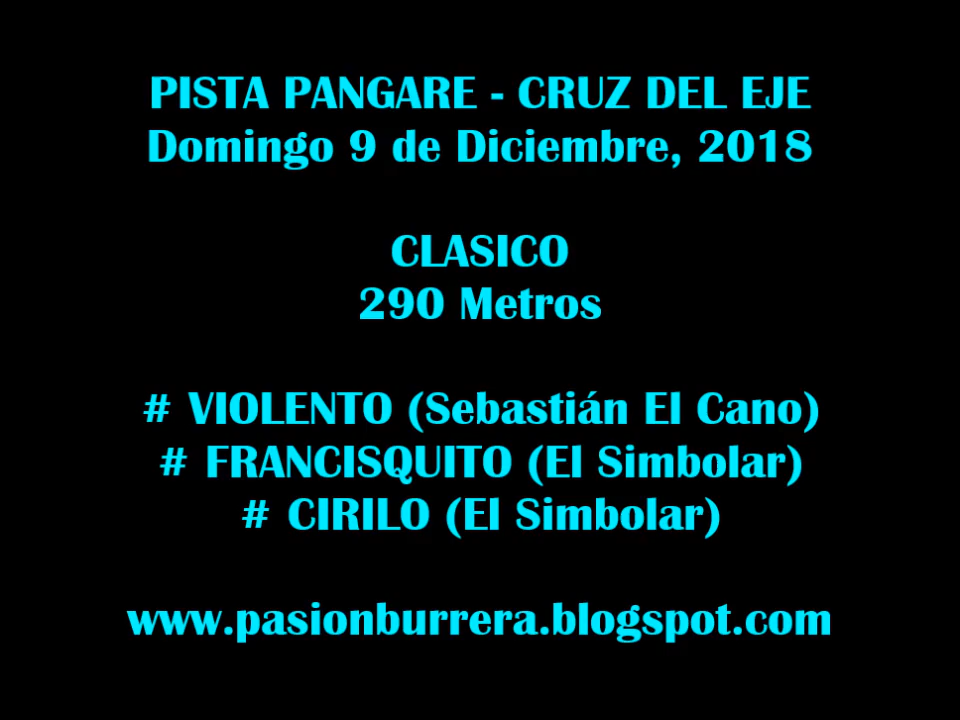 PISTA PANGARE - CRUZ DEL EJE
Domingo 9 de Diciembre, 2018
CLASICO
290 Metros
# VIOLENTO (Sebastián El Cano)
# FRANCISQUITO (El Simbolar)
# CIRILO (El Simbolar)
www.pasionburrera.blogspot.com